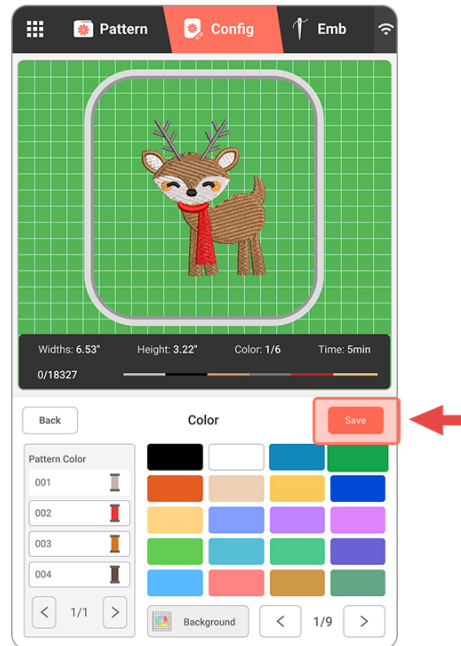 Pattern Config Emb
Widths: 6.53" Height: 3.22" Color: 1/6 Time: 5min
0/18327
Back Color Save
Pattern Color
001
002
003
004
1/1
Background 1/9